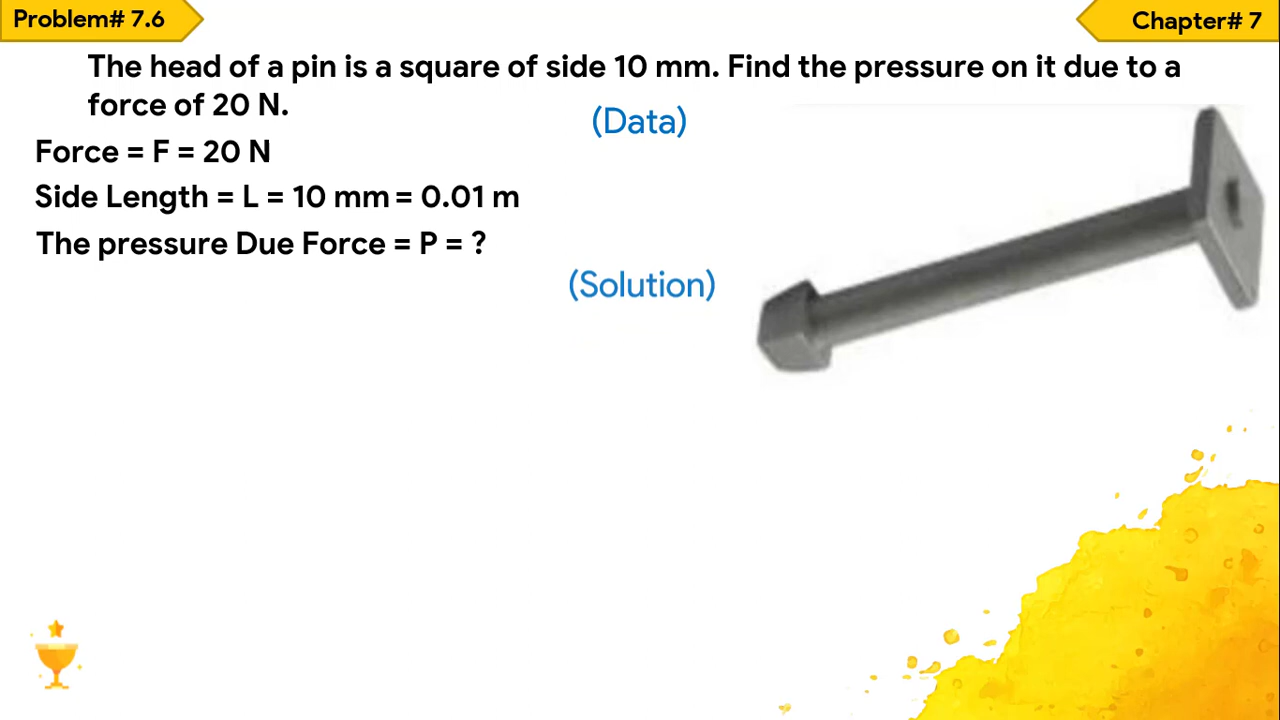 Problem# 7.6
Chapter# 7
The head of a pin is a square of side 10 mm. Find the pressure on it due to a
force of 20 N.
(Data)
Force = F = 20 N
Side Length = L = 10 mm = 0.01 m
The pressure Due Force = P = ?
(Solution)